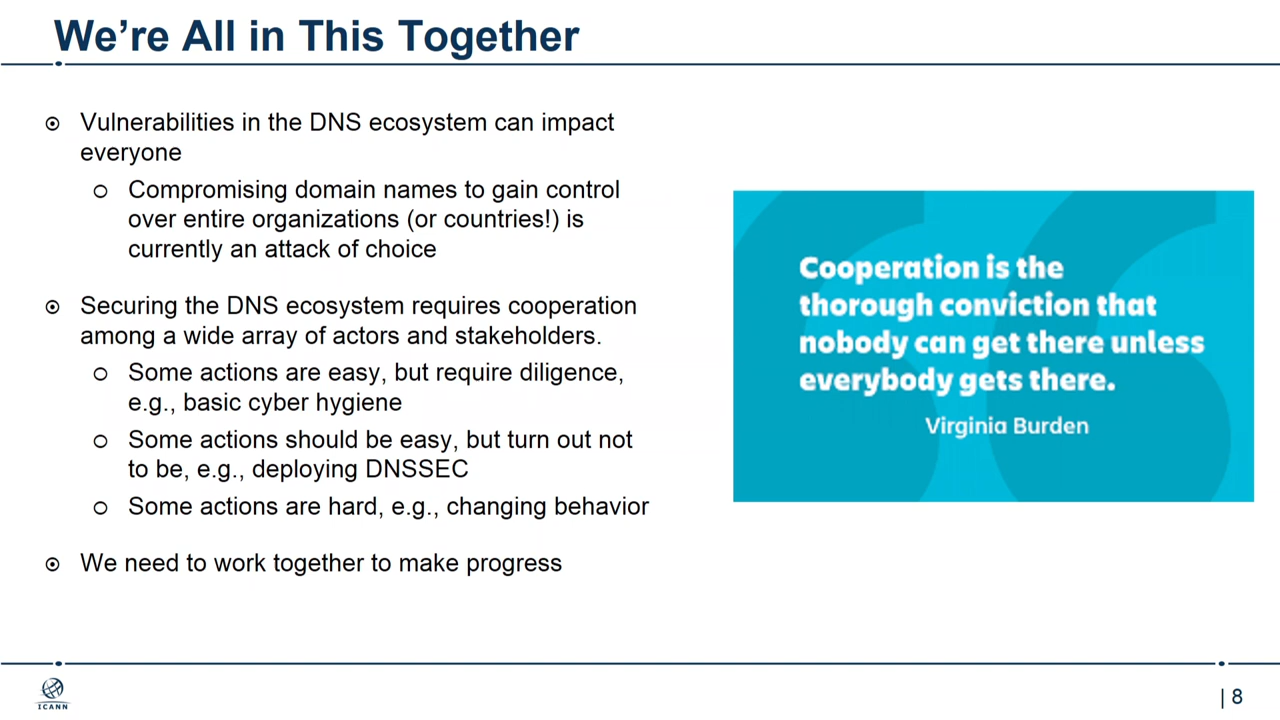 We're All in This Together
Vulnerabilities in the DNS ecosystem can impact
everyone
Compromising domain names to gain control
over entire organizations (or countries!) is
currently an attack of choice
Securing the DNS ecosystem requires cooperation
among a wide array of actors and stakeholders.
Some actions are easy, but require diligence,
e.g., basic cyber hygiene
Some actions should be easy, but turn out not
to be, e.g., deploying DNSSEC
Some actions are hard, e.g., changing behavior
We need to work together to make progress
Cooperation is the
thorough conviction that
nobody can get there unless
everybody gets there.
Virginia Burden
ICANN
| 8